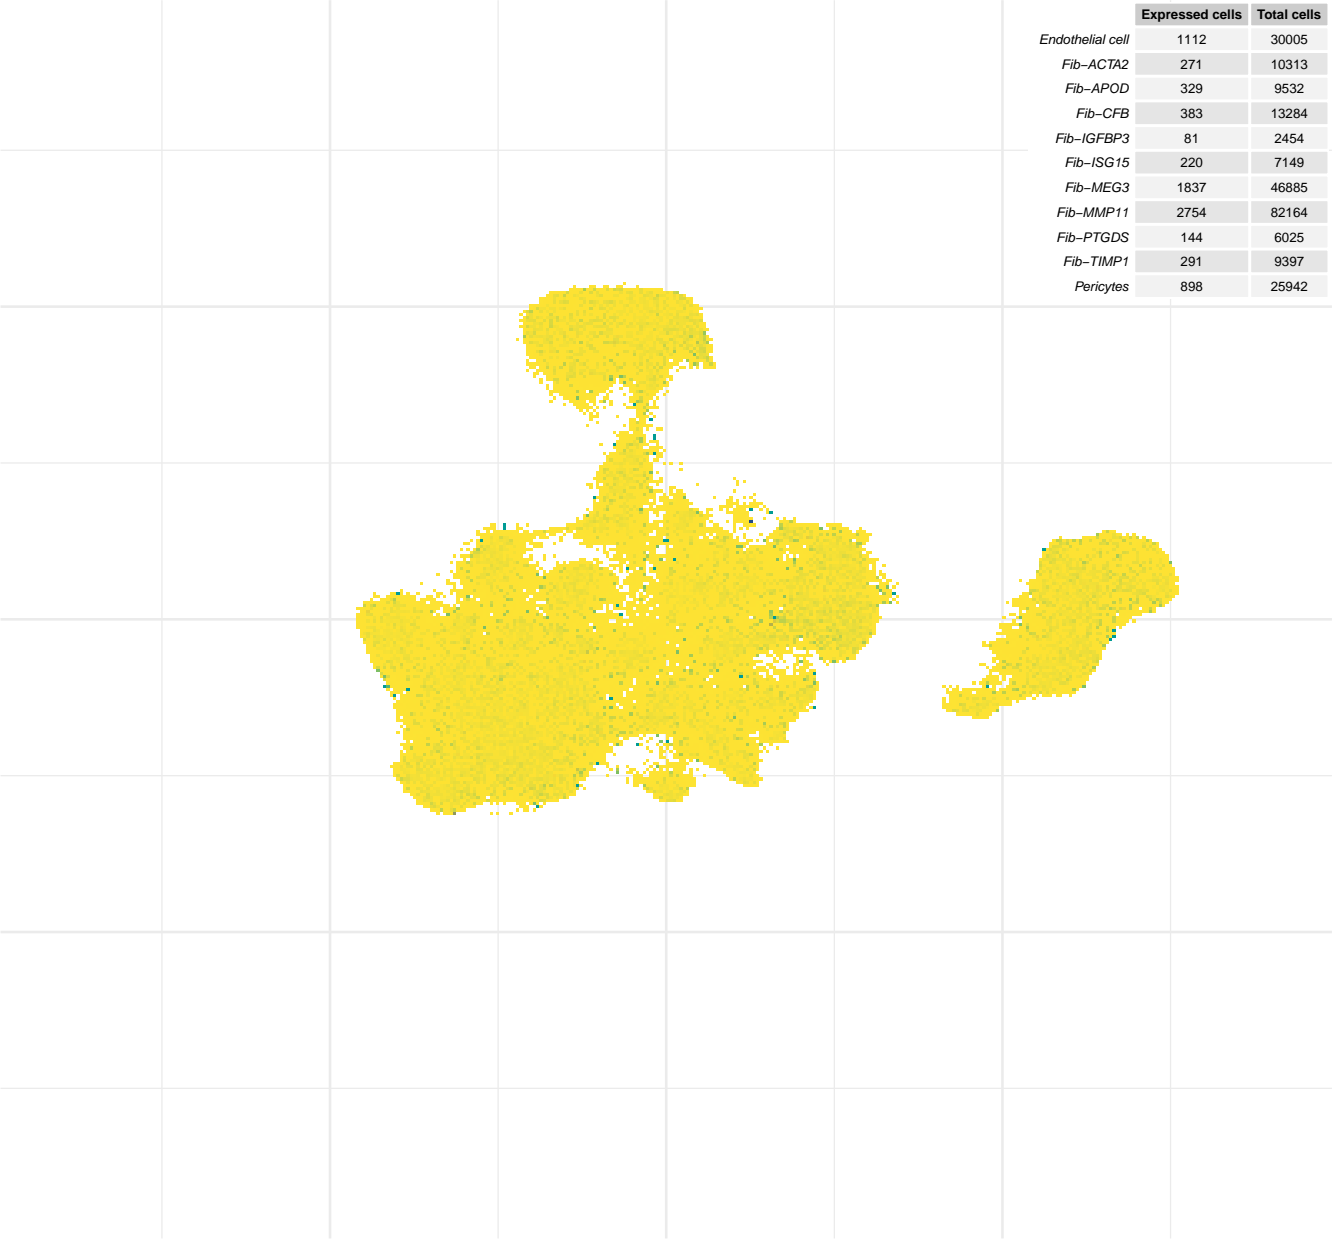 Expressed cells Total cells
Endothelial cell 1112 30005
Fib−ACTA2 271 10313
Fib−APOD 329 9532
Fib−CFB 383 13284
Fib−IGFBP3 81 2454
Fib−ISG15 220 7149
Fib−MEG3 1837 46885
Fib−MMP11 2754 82164
Fib−PTGDS 144 6025
Fib−TIMP1 291 9397
Pericytes 898 25942